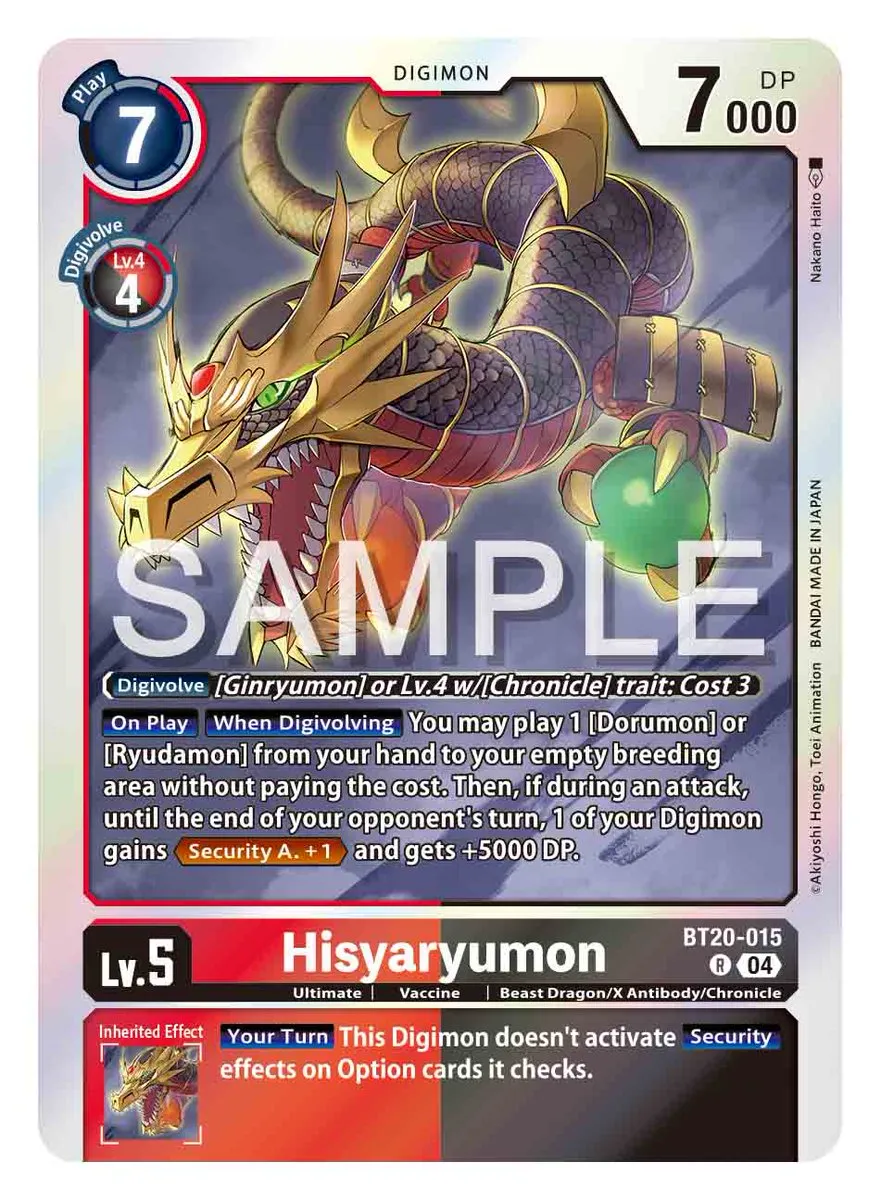 DIGIMON
Play
7
7000
DP
Digivolve
Lv.4
4
Nakano Haito
SAMPLE
©Akiyoshi Hongo, Toei Animation BANDAI MADE IN JAPAN
Digivolve [Ginryumon] or Lv.4 w/[Chronicle] trait: Cost 3
On Play When Digivolving You may play 1 [Dorumon] or
[Ryudamon] from your hand to your empty breeding
area without paying the cost. Then, if during an attack,
until the end of your opponent's turn, 1 of your Digimon
gains Security A. +1 and gets +5000 DP.
BT20-015
Lv.5 Hisyaryumon
R 04
Ultimate | Vaccine | Beast Dragon/X Antibody/Chronicle
Inherited Effect
Your Turn This Digimon doesn't activate Security
effects on Option cards it checks.